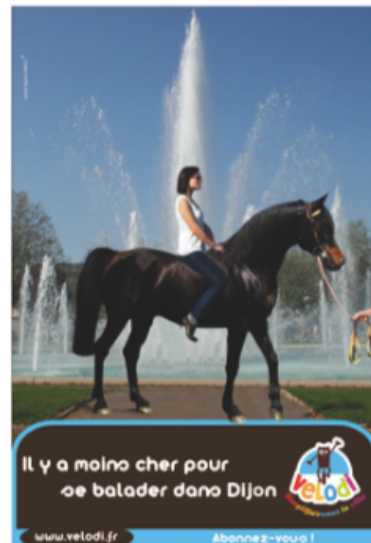 Il y a moins cher pour
se balader dans Dijon
VELODI
www.velodi.fr
Abonnez-vous !